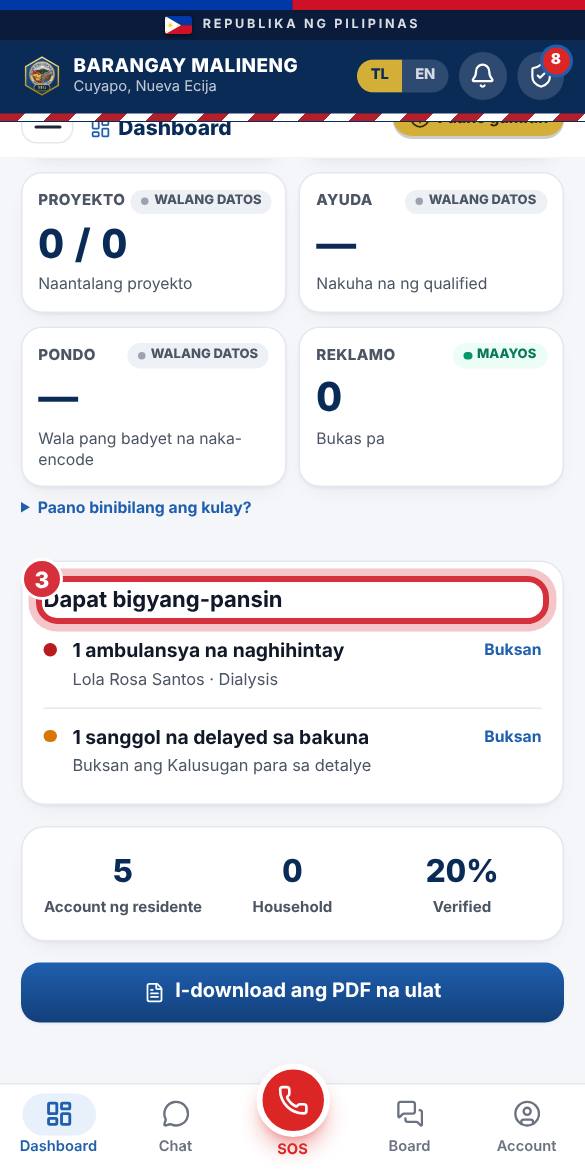 REPUBLIKA NG PILIPINAS
BARANGAY MALINENG
Cuyapo, Nueva Ecija
TL EN
8
Dashboard
PROYEKTO WALANG DATOS
0 / 0
Naantalang proyekto
AYUDA WALANG DATOS
—
Nakuha na ng qualified
PONDO WALANG DATOS
—
Wala pang badyet na naka-
encode
REKLAMO MAAYOS
0
Bukas pa
Paano binibilang ang kulay?
3
Dapat bigyang-pansin
1 ambulansya na naghihintay Buksan
Lola Rosa Santos · Dialysis
1 sanggol na delayed sa bakuna Buksan
Buksan ang Kalusugan para sa detalye
5 0 20%
Account ng residente Household Verified
I-download ang PDF na ulat
Dashboard Chat SOS Board Account